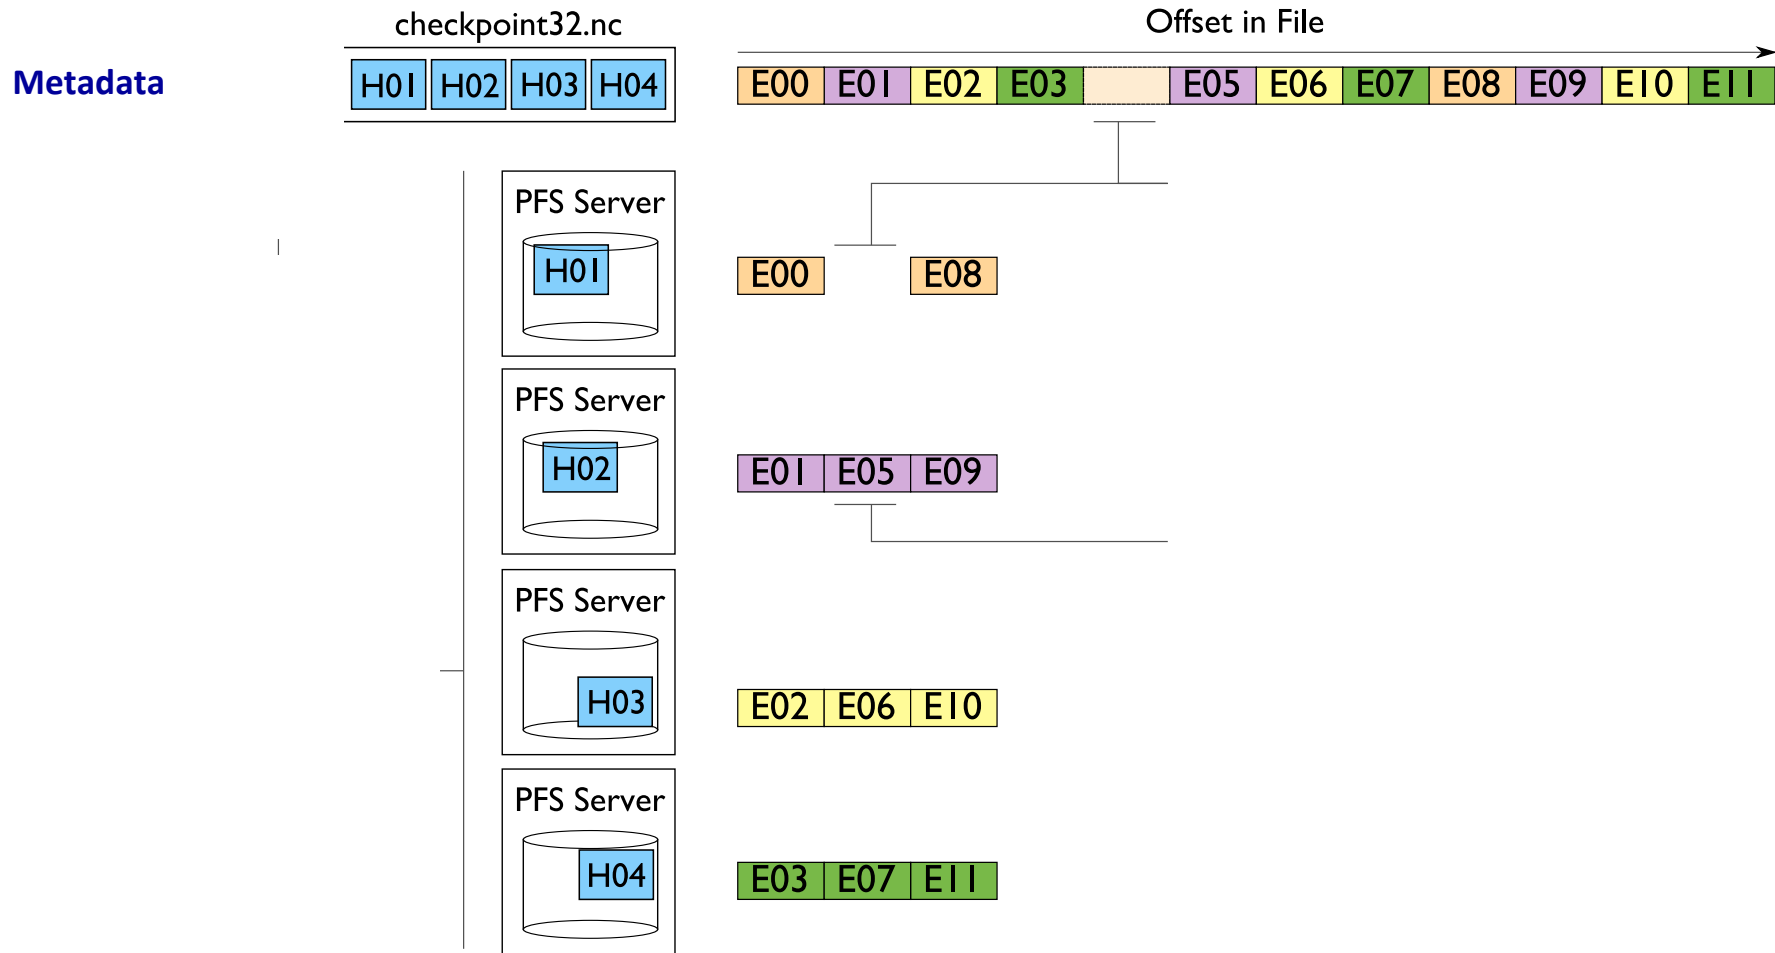 checkpoint32.nc
Offset in File
Metadata
H01 H02 H03 H04
E00 E01 E02 E03 E05 E06 E07 E08 E09 E10 E11
PFS Server
H01
E00 E08
PFS Server
H02
E01 E05 E09
PFS Server
H03
E02 E06 E10
PFS Server
H04
E03 E07 E11